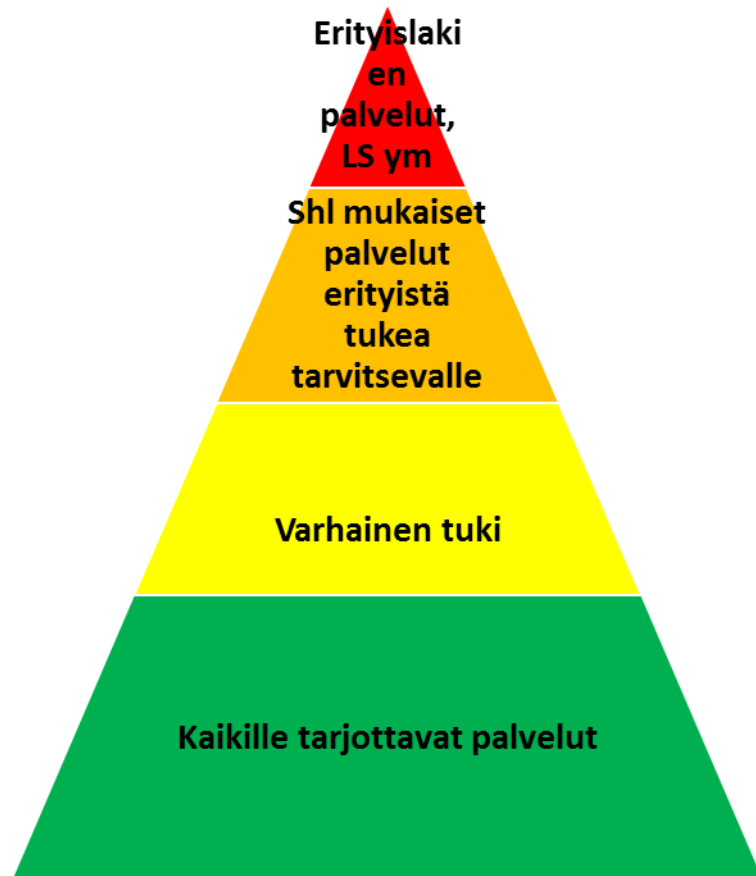 Erityislaki
en
palvelut,
LS ym
Shl mukaiset
palvelut
erityistä
tukea
tarvitsevalle
Varhainen tuki
Kaikille tarjottavat palvelut